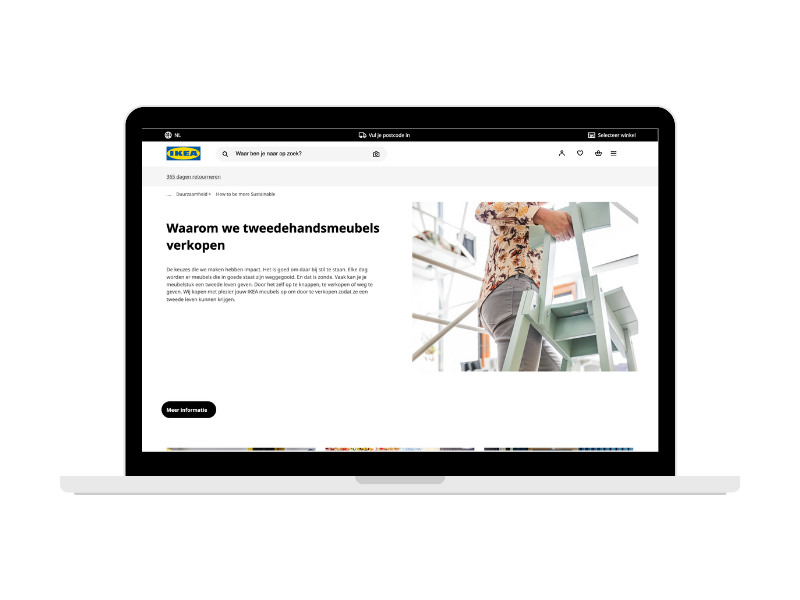 NL
Vul je postcode in
Selecteer winkel
IKEA
Waar ben je naar op zoek?
365 dagen retourneren
... Duurzaamheid > How to be more Sustainable
Waarom we tweedehandsmeubels
verkopen
De keuzes die we maken hebben impact. Het is goed om daar bij stil te staan. Elke dag
worden er meubels die in goede staat zijn weggegooid. En dat is zonde. Vaak kan je je
meubelstuk een tweede leven geven. Door het zelf op te knappen, te verkopen of weg te
geven. Wij kopen met plezier jouw IKEA meubels op om door te verkopen zodat ze een
tweede leven kunnen krijgen.
Meer informatie